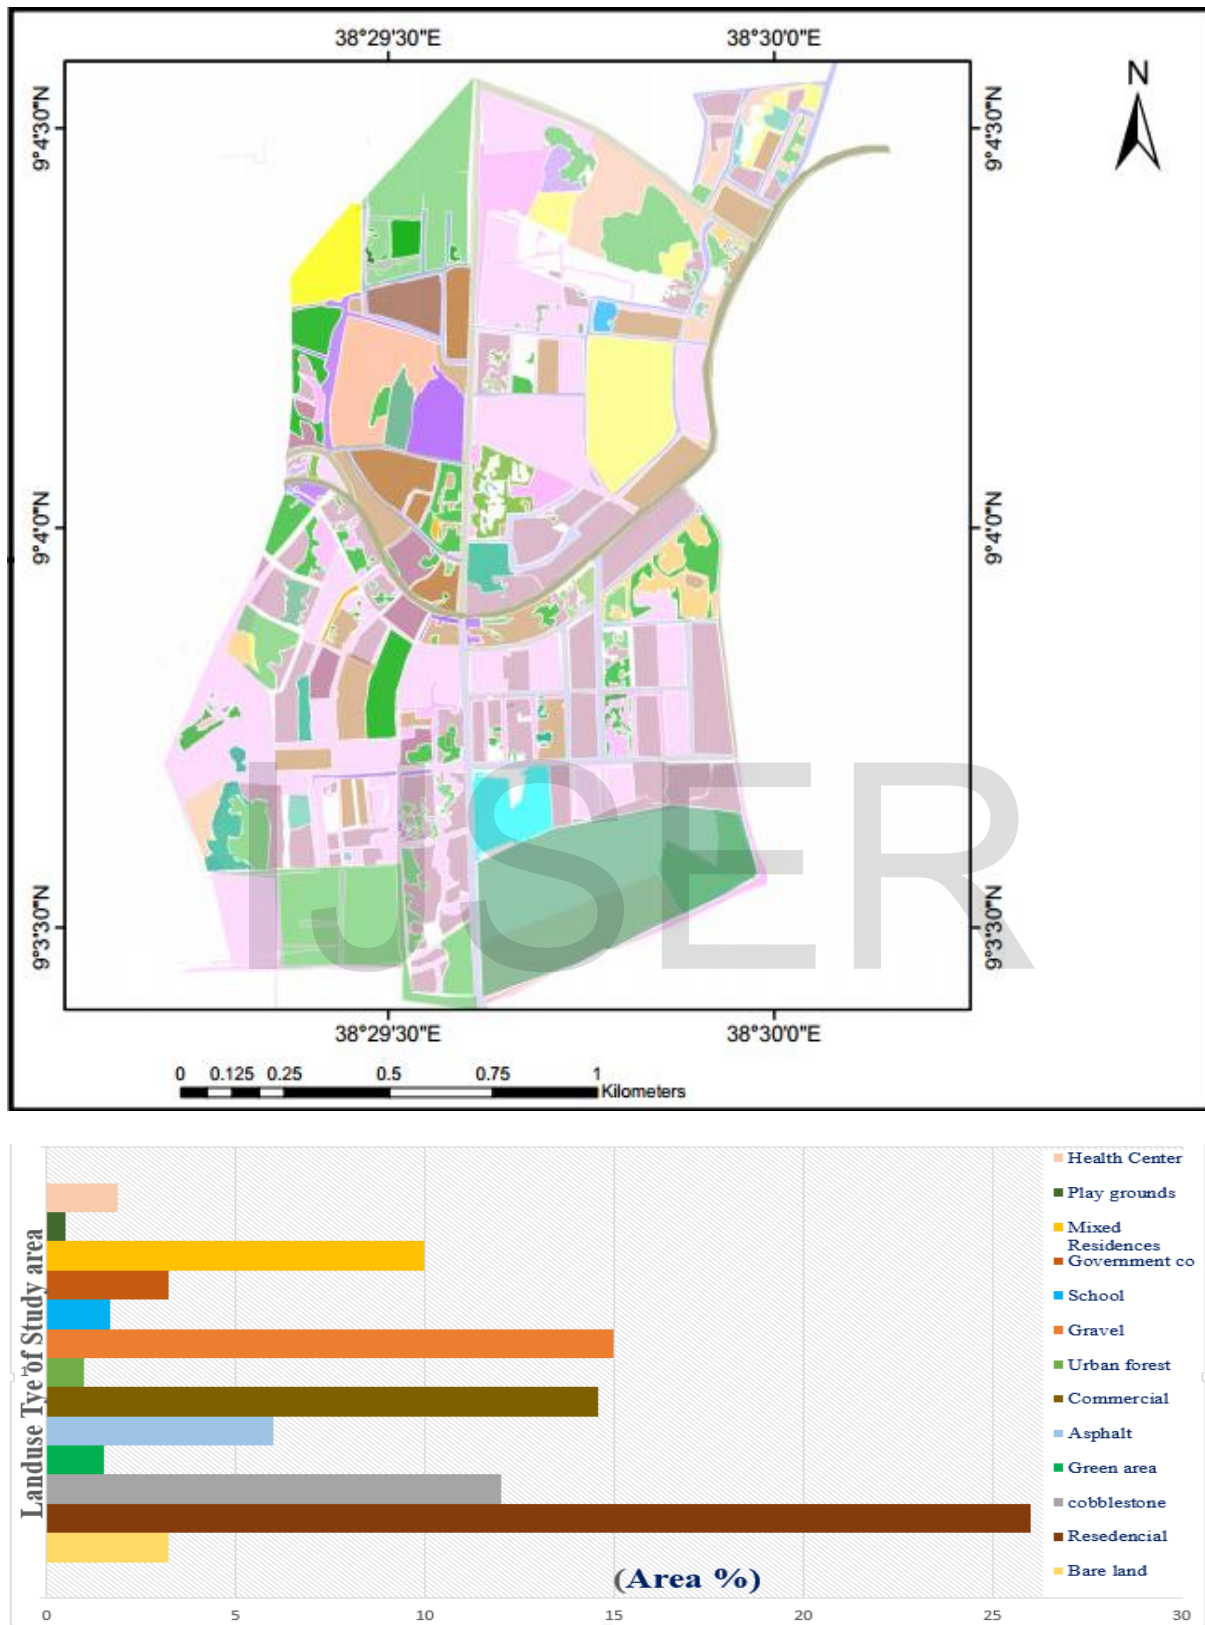 38°29'30"E 38°30'0"E
N
9°4'30"N 9°4'30"N
9°4'0"N 9°4'0"N
9°3'30"N 9°3'30"N
IJSER
38°29'30"E 38°30'0"E
0 0.125 0.25 0.5 0.75 1
Kilometers
Landuse Tye of Study area
1
Health Center
Play grounds
Mixed
Residences
Government co
School
Gravel
Urban forest
Commercial
Asphalt
Green area
cobblestone
Resedencial
Bare land
(Area %)
0 5 10 15 20 25 30